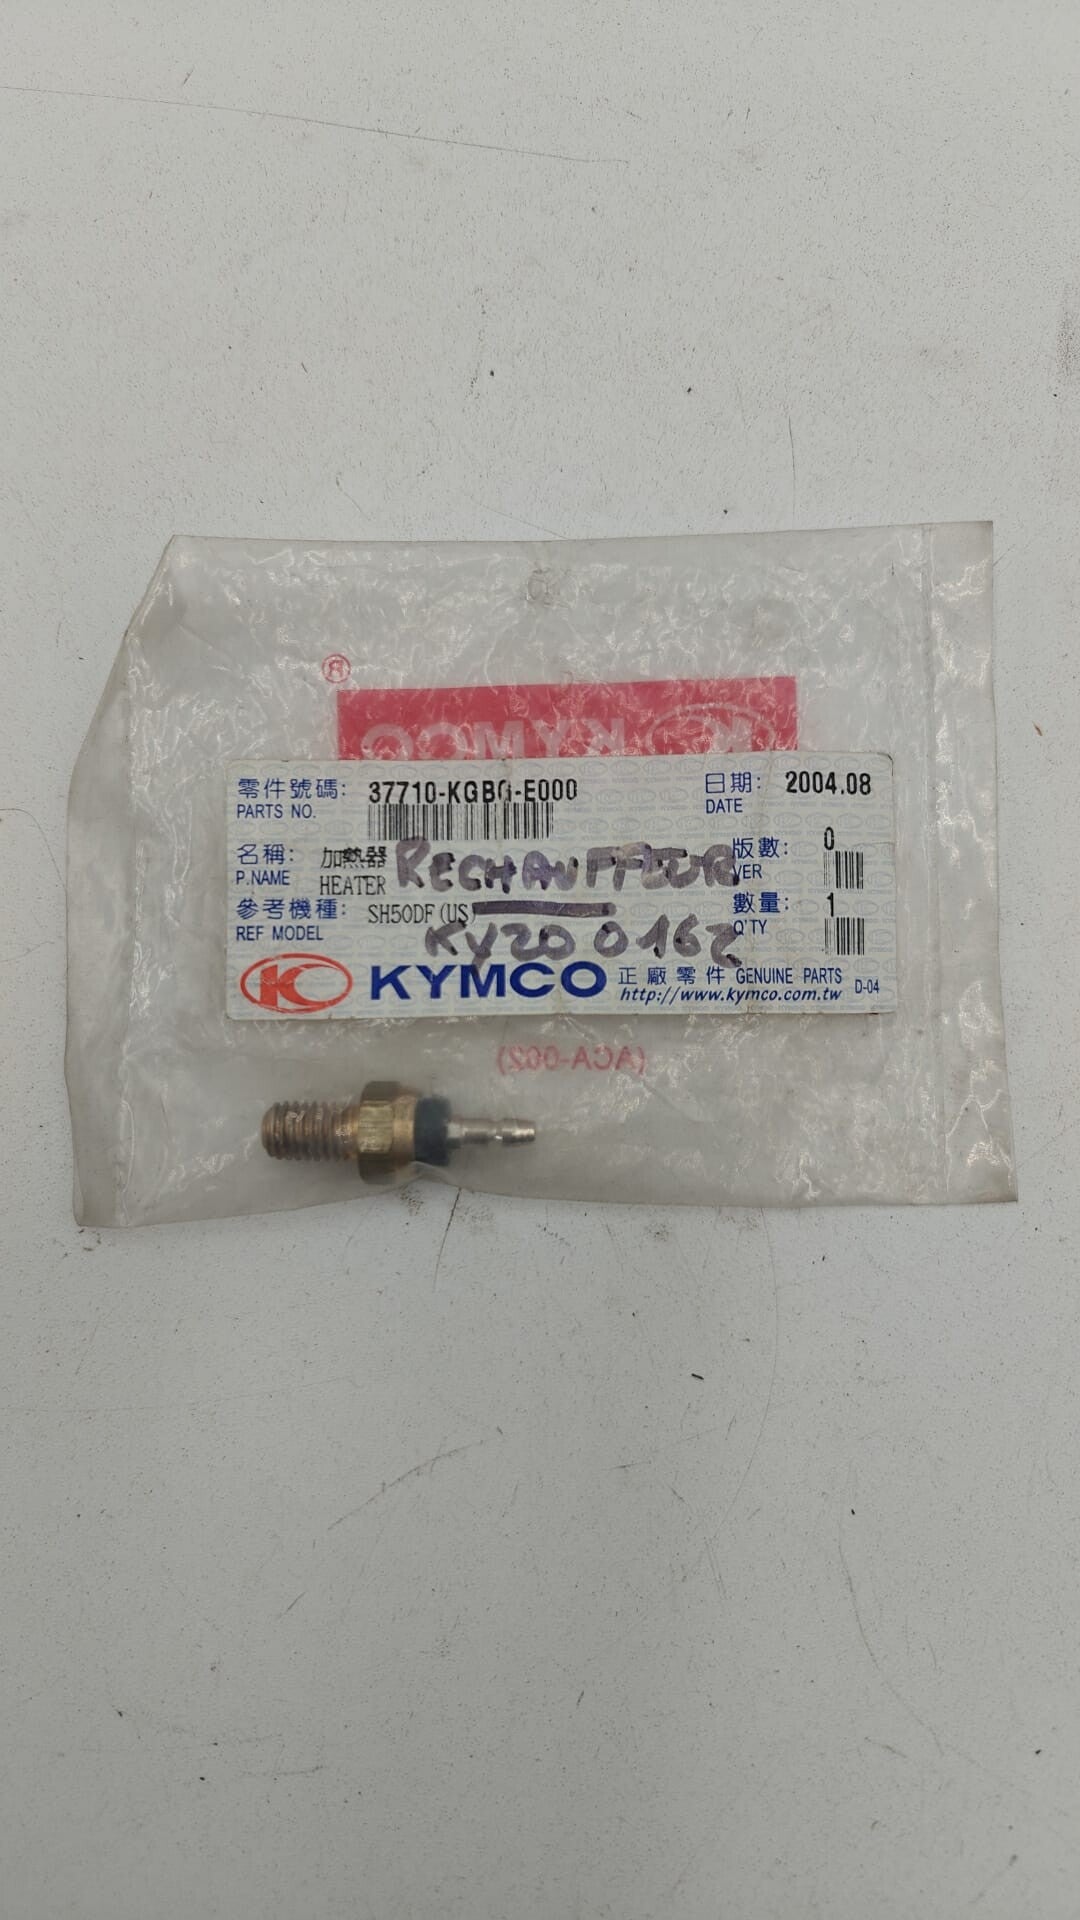 ®
KYMCO
零件號碼: 37710-KGBG-E000 日期: 2004.08
PARTS NO. DATE
名稱: 加熱器 RECHAUFFEUR 版數: 0
P.NAME HEATER VER
參考機種: SH50DF(US) 數量: 1
REF MODEL KY20 0162 Q'TY
KYMCO 正廠零件 GENUINE PARTS D-04
http://www.kymco.com.tw
(ACA-002)